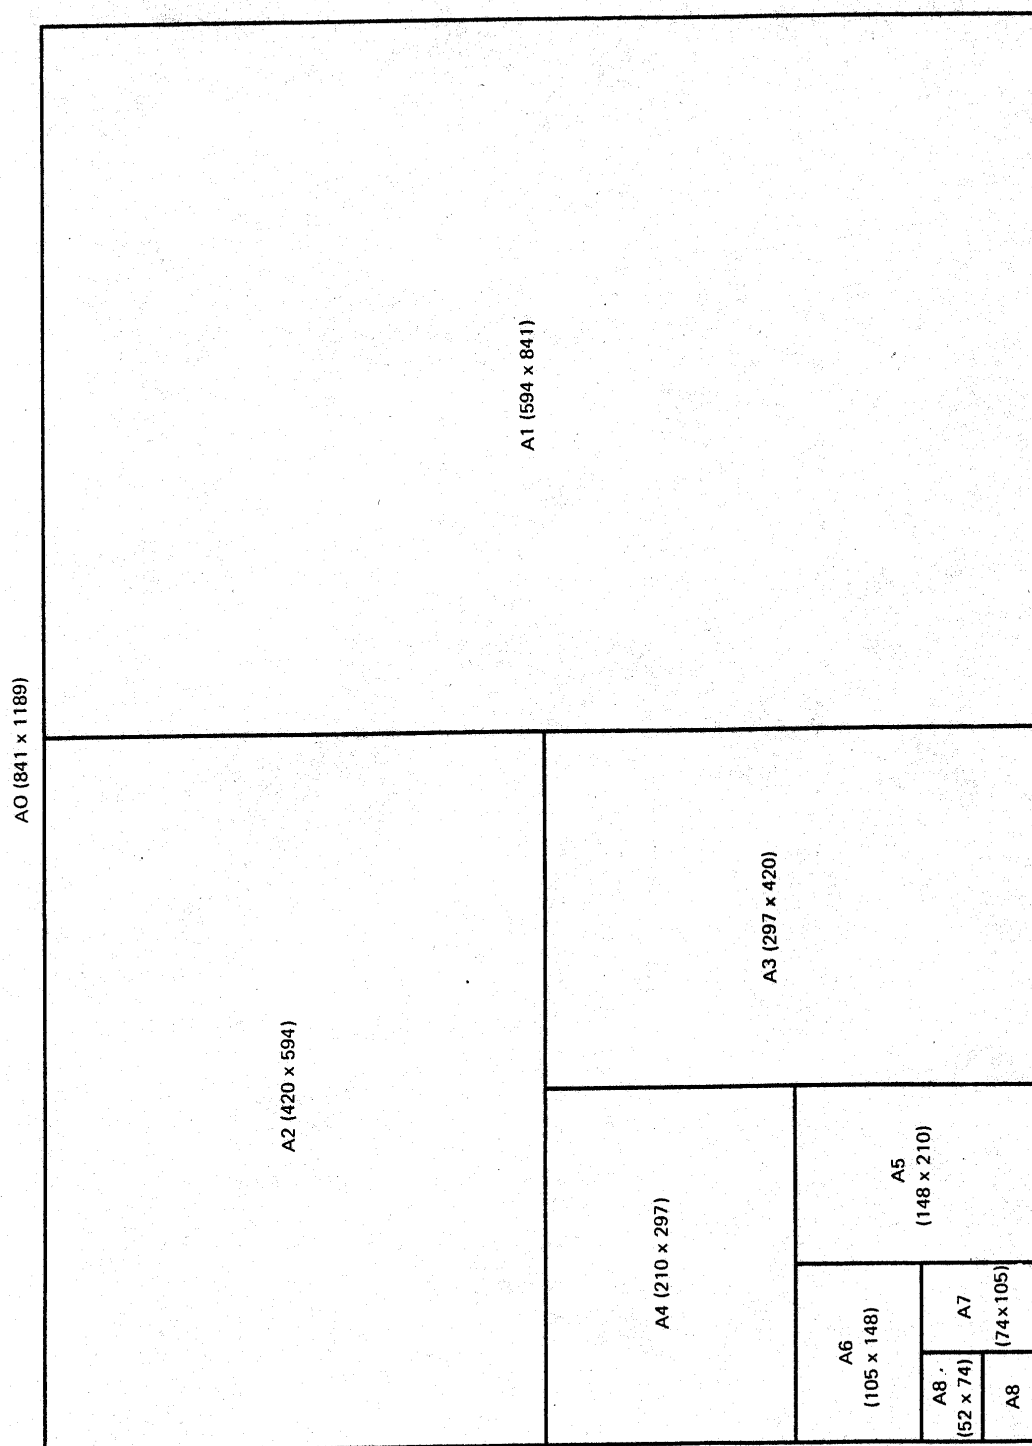 AO (841 x 1189)
A1 (594 x 841)
A2 (420 x 594)
A3 (297 x 420)
A4 (210 x 297)
A5
(148 x 210)
A6
(105 x 148)
A7
(74 x 105)
A8
(52 x 74)
A8